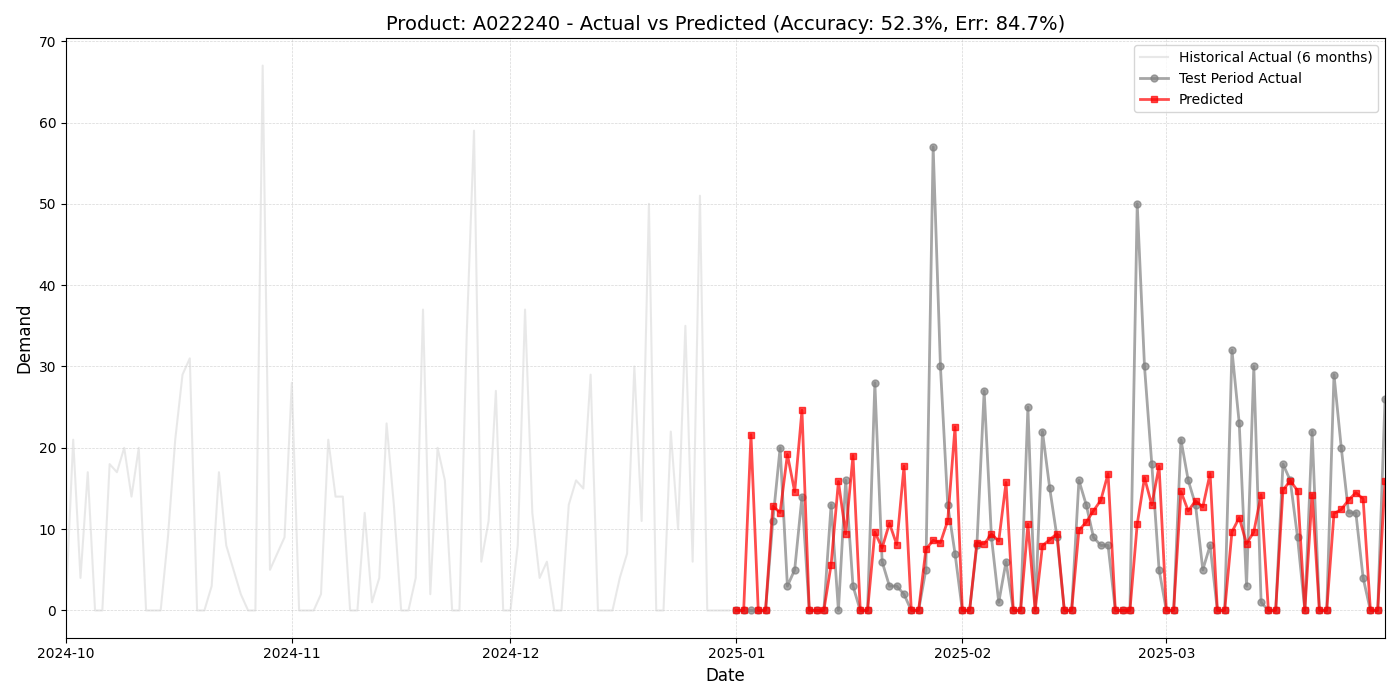 Product: A022240 - Actual vs Predicted (Accuracy: 52.3%, Err: 84.7%)
Historical Actual (6 months)
Test Period Actual
Predicted
70
60
50
40
30
20
10
0
Demand
2024-10
2024-11
2024-12
2025-01
2025-02
2025-03
Date